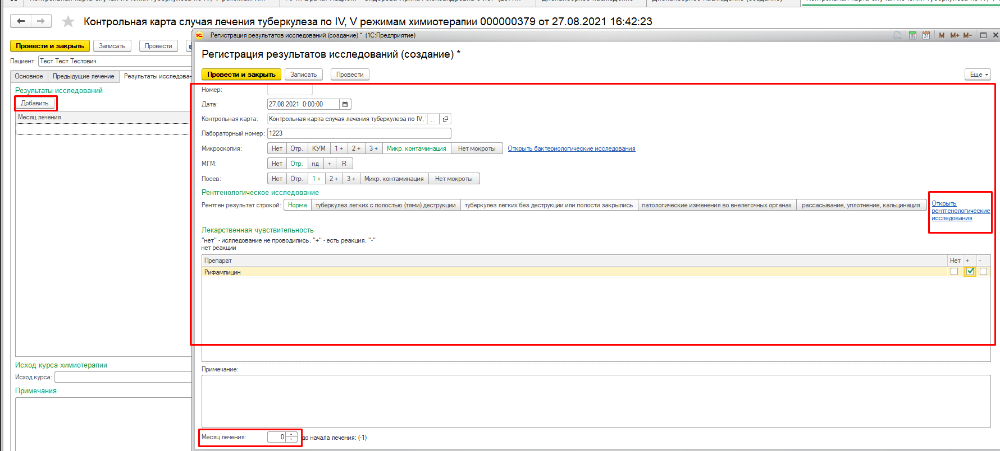 Контрольная карта случая лечения туберкулеза по IV, V режимам химиотерапии 000000379 от 27.08.2021 16:42:23
Провести и закрыть Записать Провести
Пациент: Тест Тест Тестович
Основное Предыдущие лечение Результаты исследован
Результаты исследований
Добавить
Месяц лечения
Исход курса химиотерапии
Исход курса:
Примечания
Регистрация результатов исследований (создание) * (1С:Предприятие)
31 M M+ M-
Регистрация результатов исследований (создание) *
Провести и закрыть Записать Провести Еще
Номер:
Дата: 27.08.2021 0:00:00
Контрольная карта: Контрольная карта случая лечения туберкулеза по IV, ...
Лабораторный номер: 1223
Микроскопия: Нет Отр. КУМ 1 + 2 + 3 + Микр. контаминация Нет мокроты Открыть бактериологические исследования
МГМ: Нет Отр. нд + R
Посев: Нет Отр. 1 + 2 + 3 + Микр. контаминация Нет мокроты
Рентгенологическое исследование
Рентген результат строкой: Норма туберкулез легких с полостью (тями) деструкции туберкулез легких без деструкции или полости закрылись патологические изменения во внелегочных органах рассасывание, уплотнение, кальцинация
Открыть
рентгенологические
исследования
Лекарственная чувствительность
"нет" - ислледование не проводились. "+" - есть реакция. "-"
нет реакции
Препарат Нет + -
Рифампицин
Примечание:
Месяц лечения: 0 до начала лечения: (-1)